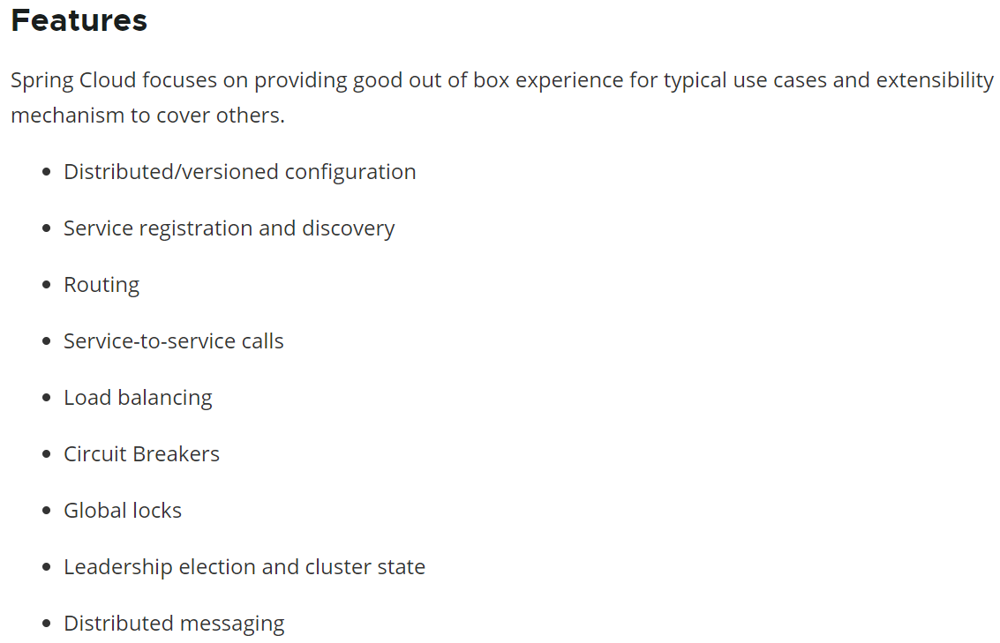 Features
Spring Cloud focuses on providing good out of box experience for typical use cases and extensibility
mechanism to cover others.
• Distributed/versioned configuration
• Service registration and discovery
• Routing
• Service-to-service calls
• Load balancing
• Circuit Breakers
• Global locks
• Leadership election and cluster state
• Distributed messaging